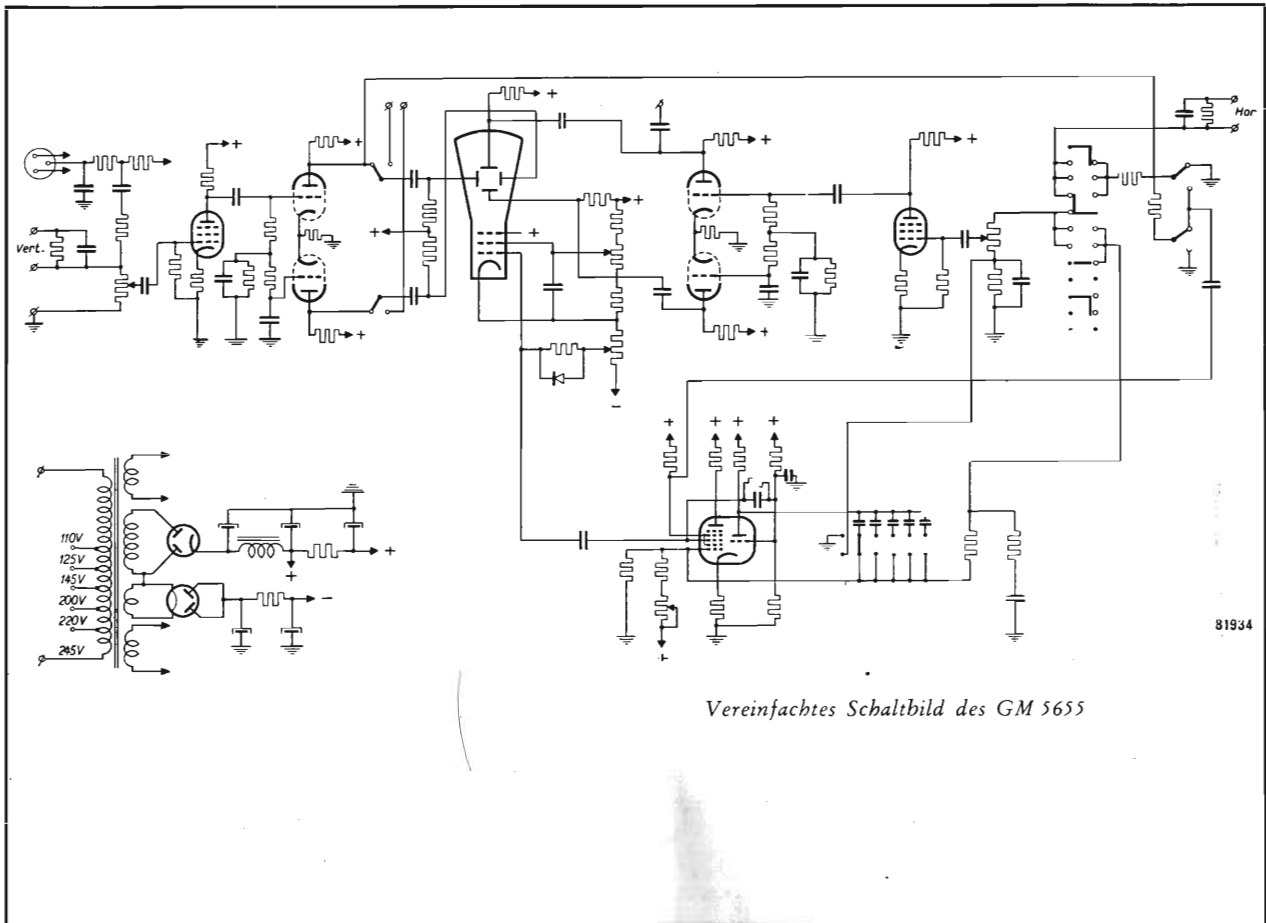 Hor
Vert.
110V
125V
145V
200V
220V
245V
81934
Vereinfachtes Schaltbild des GM 5655